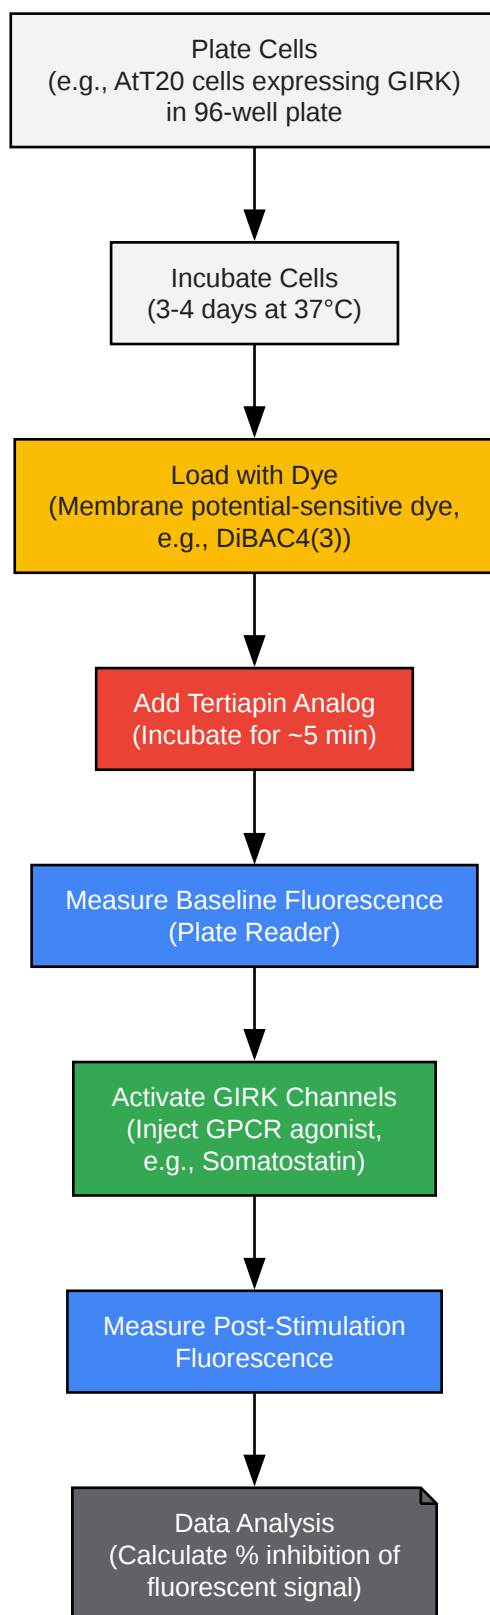 Plate Cells
(e.g., AtT20 cells expressing GIRK)
in 96-well plate
Incubate Cells
(3-4 days at 37°C)
Load with Dye
(Membrane potential-sensitive dye,
e.g., DiBAC4(3))
Add Tertiapin Analog
(Incubate for ~5 min)
Measure Baseline Fluorescence
(Plate Reader)
Activate GIRK Channels
(Inject GPCR agonist,
e.g., Somatostatin)
Measure Post-Stimulation
Fluorescence
Data Analysis
(Calculate % inhibition of
fluorescent signal)